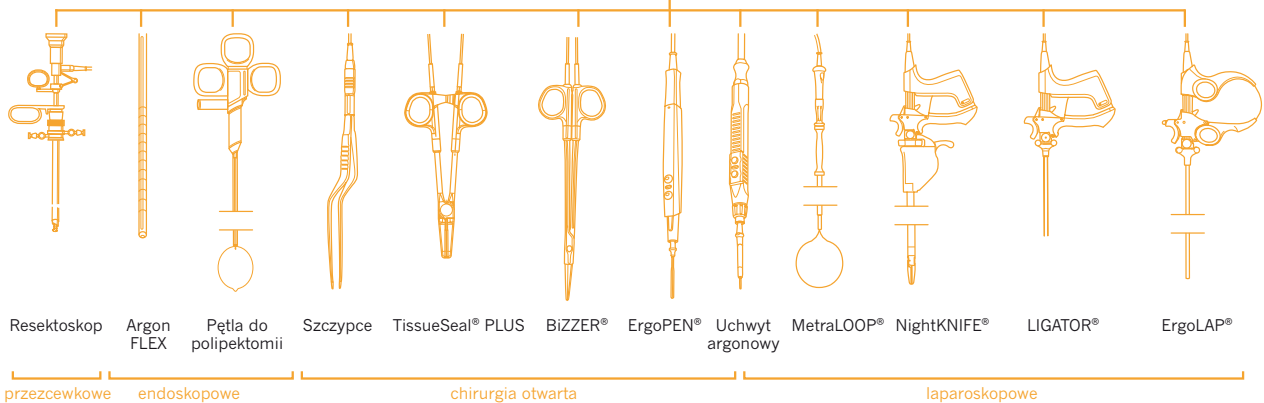 Resektoskop
Argon
FLEX
Pętla do
polipektomii
Szczypce
TissueSeal® PLUS
BiZZER®
ErgoPEN®
Uchwyt
argonowy
MetraLOOP®
NightKNIFE®
LIGATOR®
ErgoLAP®
przezcewkowe
endoskopowe
chirurgia otwarta
laparoskopowe